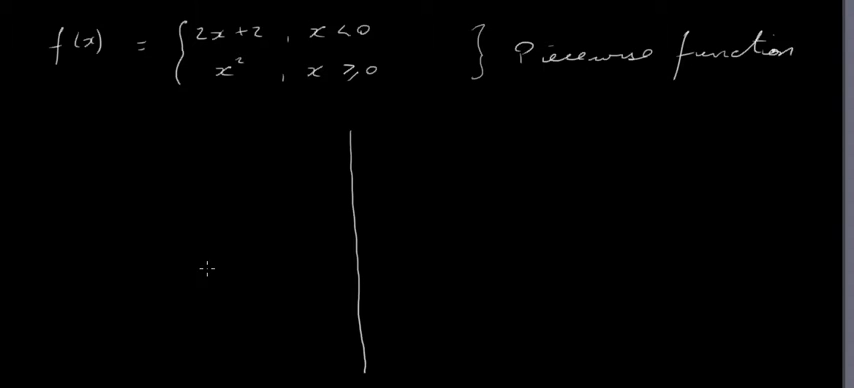 f(x) = { 2x + 2 , x < 0 } Piecewise function
x² , x ⩾ 0